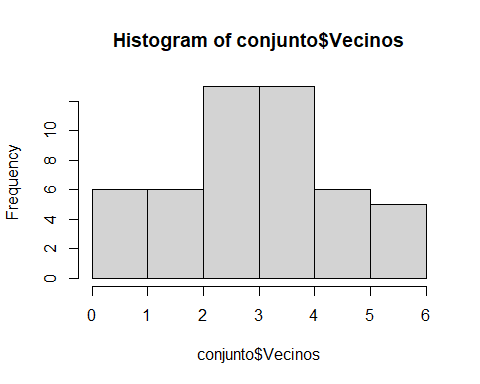 Histogram of conjunto$Vecinos
Frequency
0 2 4 6 8 10
0 1 2 3 4 5 6
conjunto$Vecinos